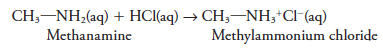 CH₃—NH₂(aq) + HCl(aq) → CH₃—NH₃⁺Cl⁻(aq)
Methanamine Methylammonium chloride